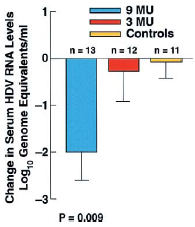 Change in Serum HDV RNA Levels
Log10 Genome Equivalents/ml
9 MU
3 MU
Controls
1
n = 13
n = 12
n = 11
0
−1
−2
−3
P = 0.009